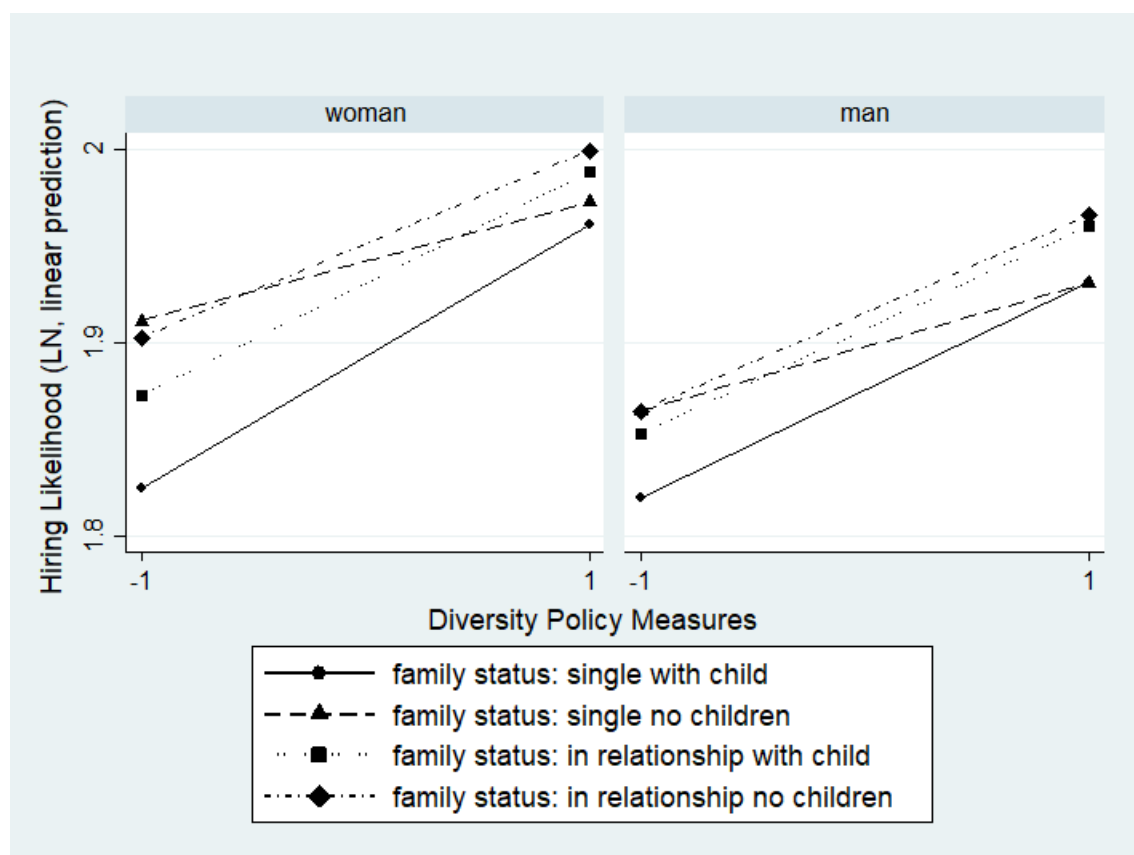 woman
man
Hiring Likelihood (LN, linear prediction)
2
1.9
1.8
-1
1
-1
1
Diversity Policy Measures
family status: single with child
family status: single no children
family status: in relationship with child
family status: in relationship no children